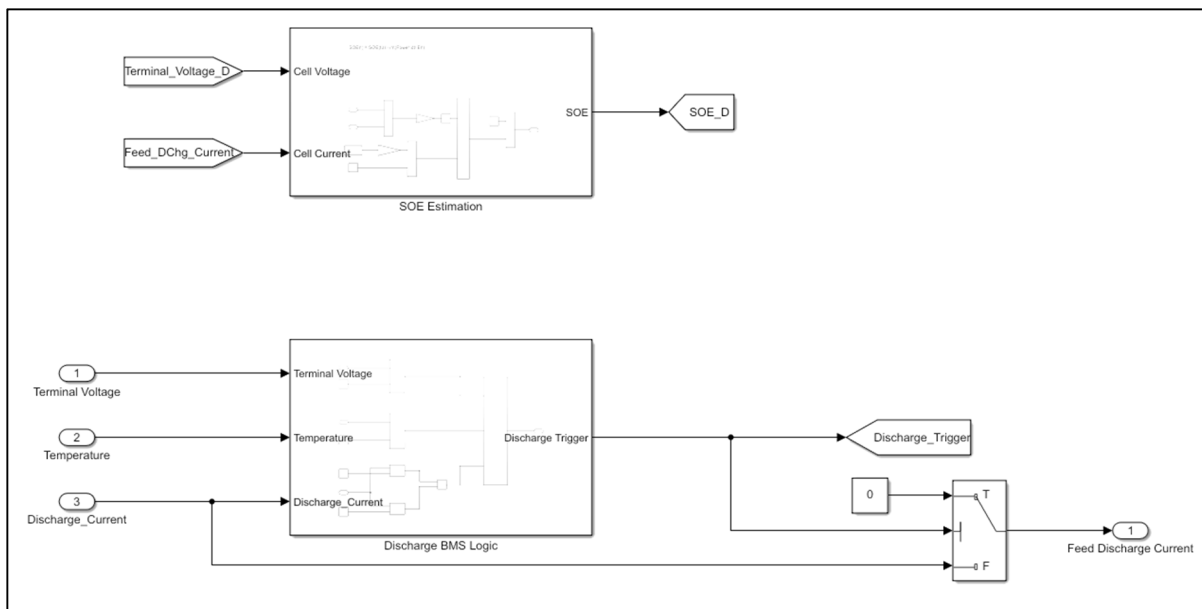 Terminal_Voltage_D
Cell Voltage
SOE
SOE_D
Feed_DChg_Current
Cell Current
SOE Estimation
1
Terminal Voltage
Terminal Voltage
2
Temperature
Temperature
Discharge Trigger
Discharge_Trigger
3
Discharge_Current
Discharge_Current
Discharge BMS Logic
0
T
F
1
Feed Discharge Current